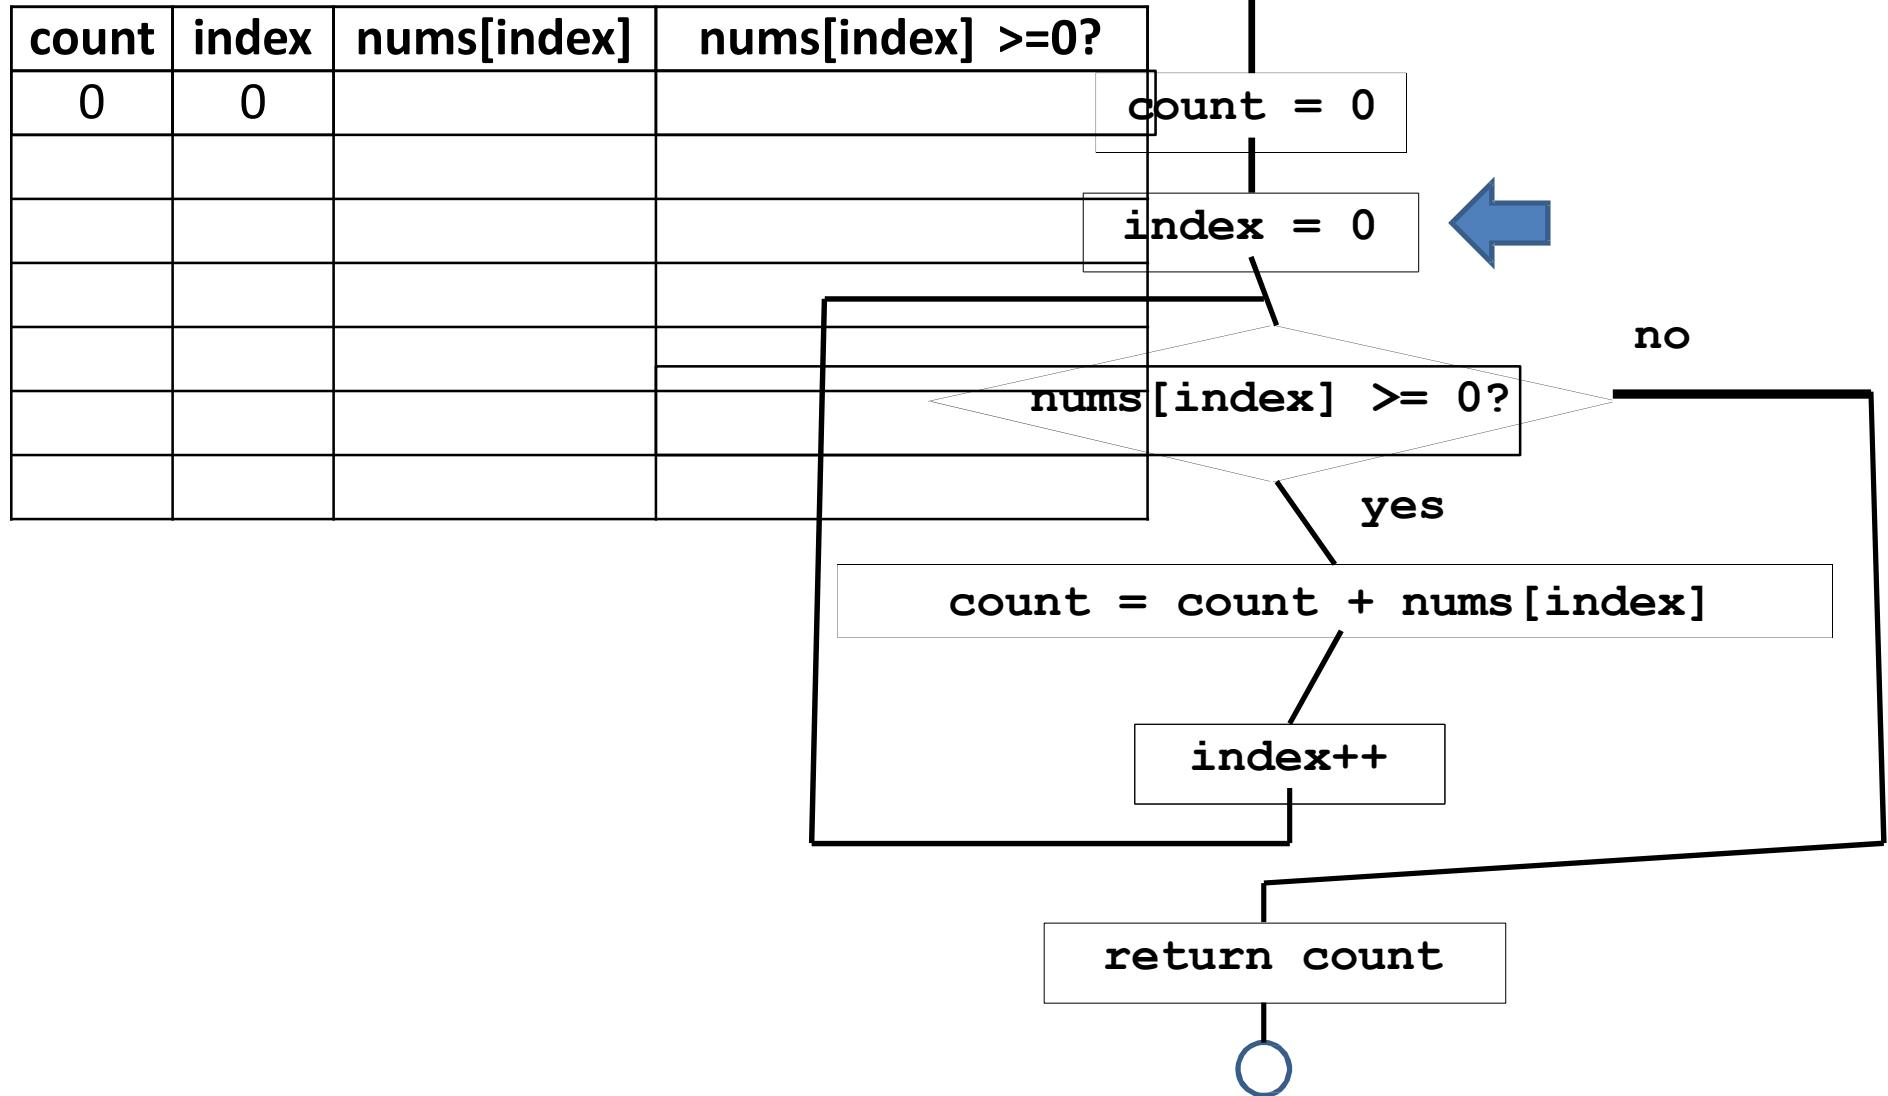 count index nums[index] nums[index] >=0?
0 0
count = 0
index = 0
no
nums[index] >= 0?
yes
count = count + nums[index]
index++
return count